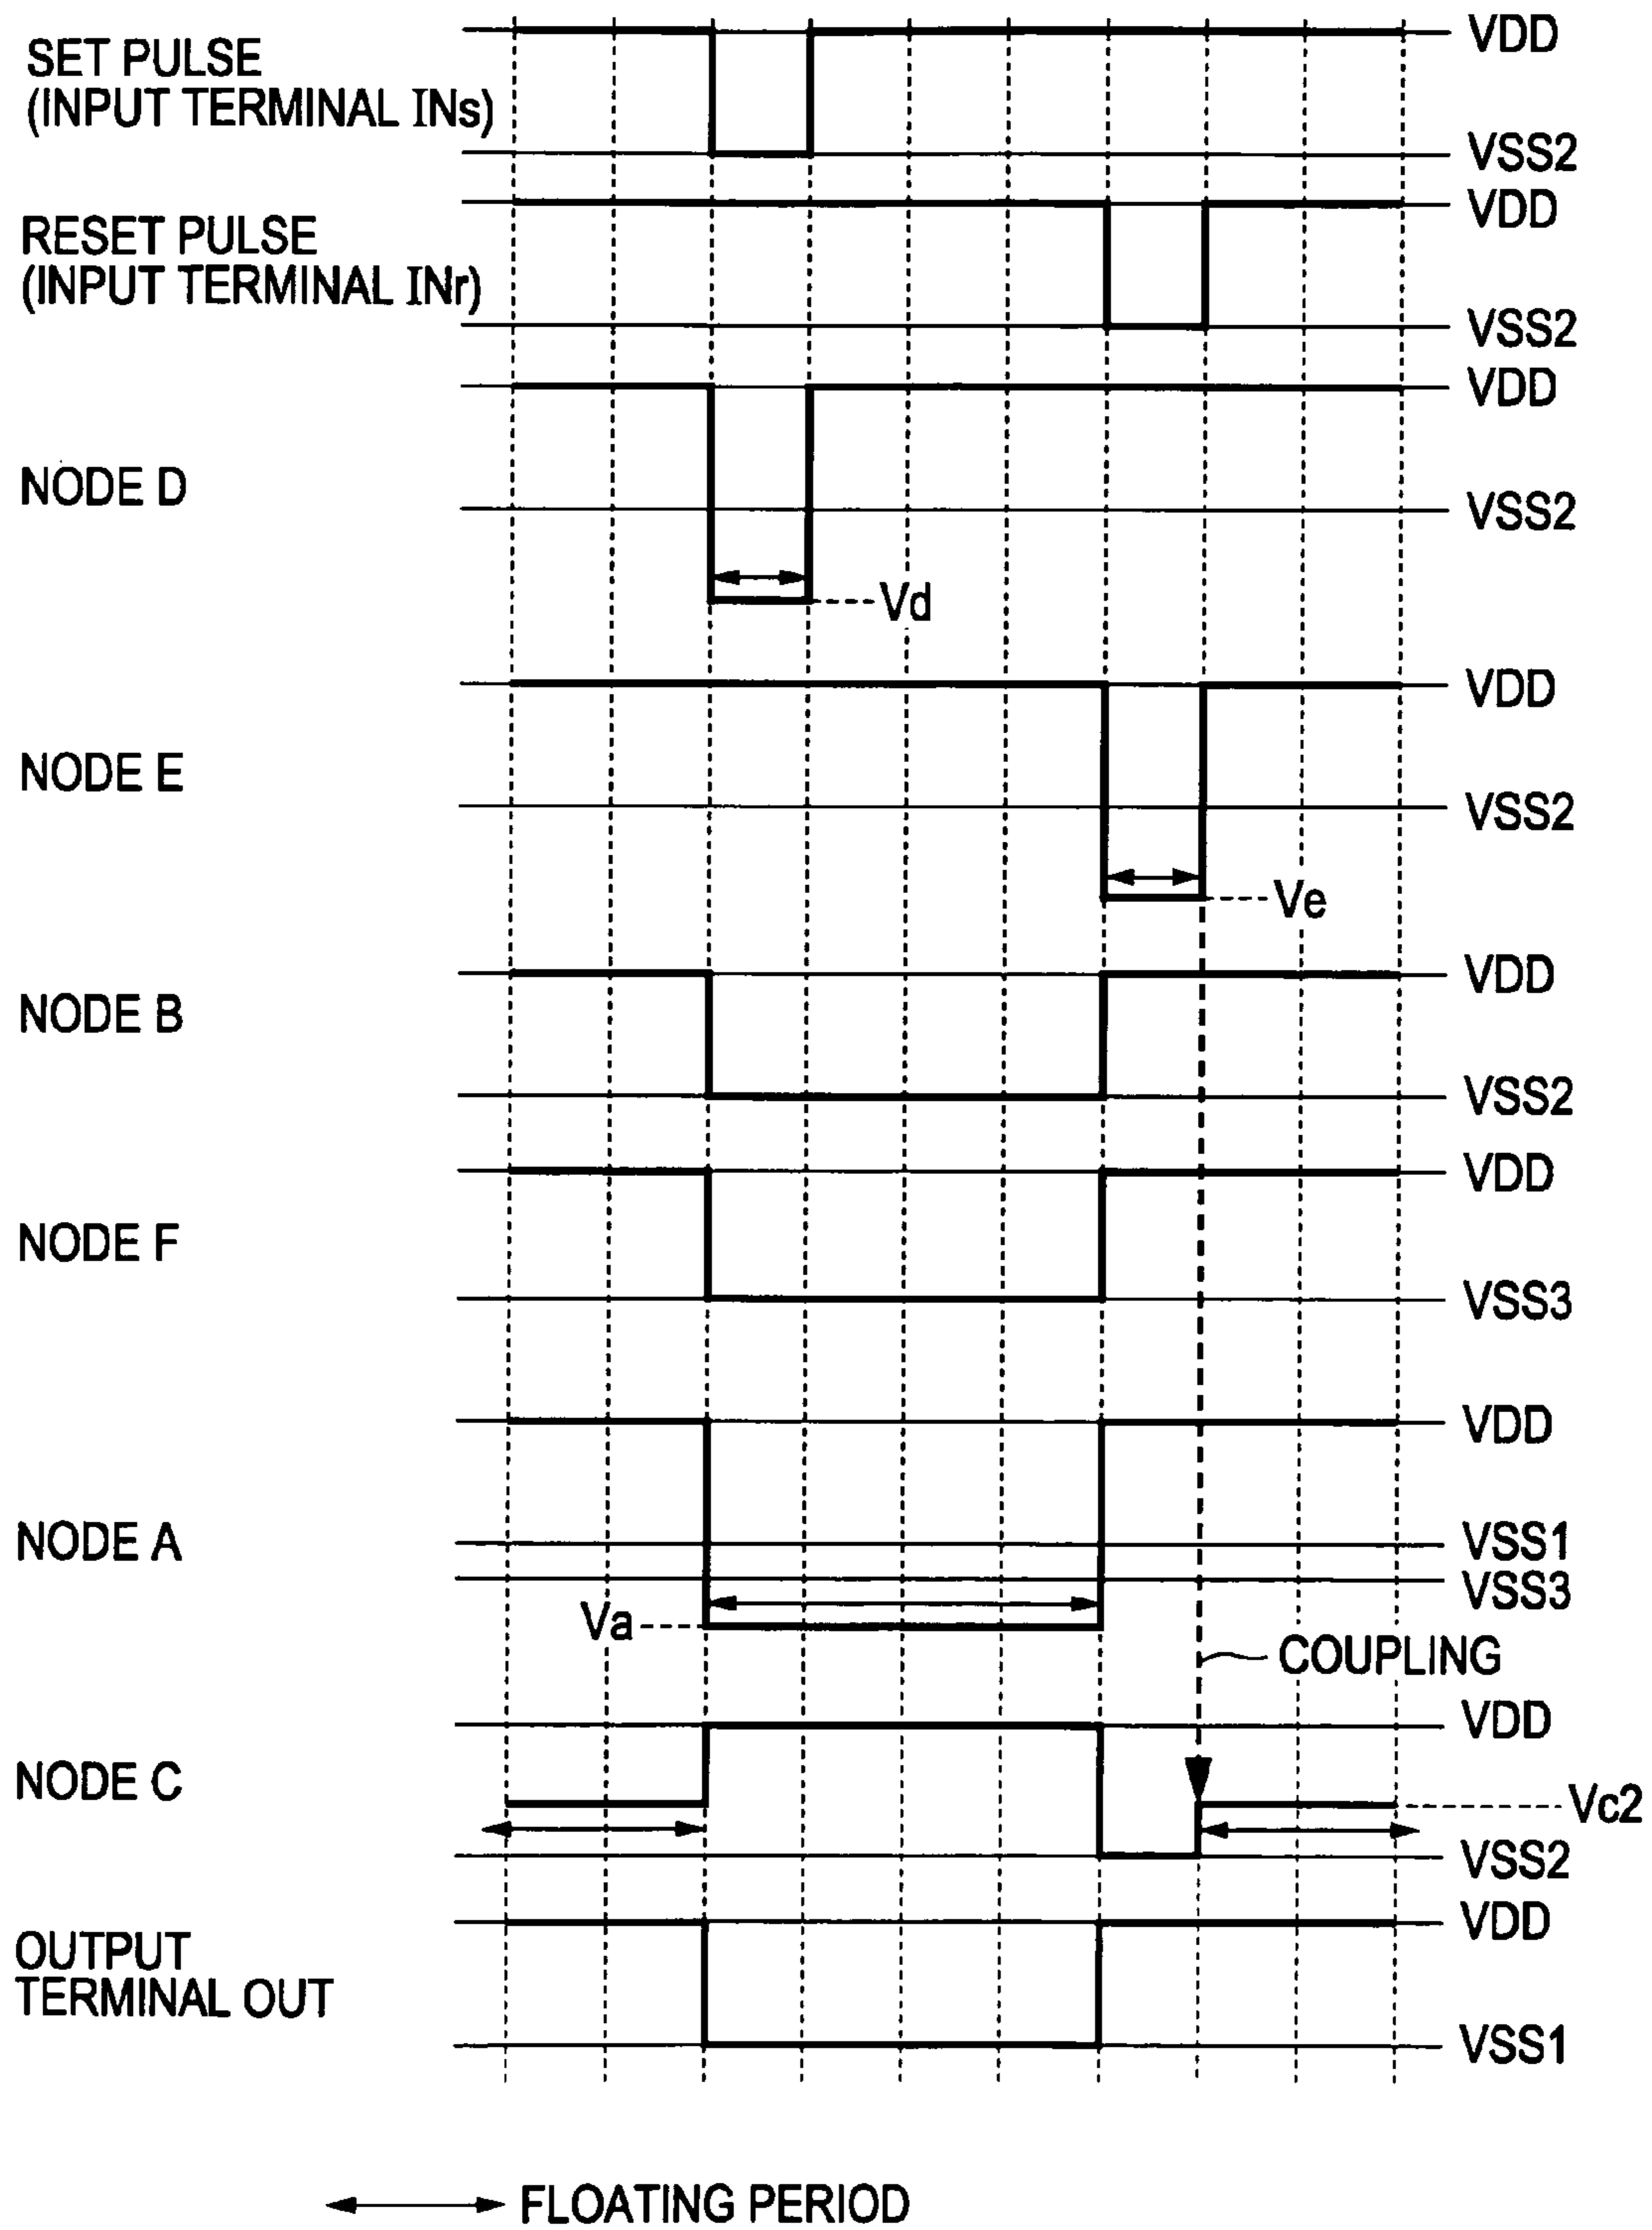 SET PULSE
(INPUT TERMINAL INs)
VDD
VSS2
RESET PULSE
(INPUT TERMINAL INr)
VDD
VSS2
NODE D
VDD
VSS2
Vd
NODE E
VDD
VSS2
Ve
NODE B
VDD
VSS2
NODE F
VDD
VSS3
NODE A
VDD
VSS1
VSS3
Va
COUPLING
NODE C
VDD
Vc2
VSS2
OUTPUT
TERMINAL OUT
VDD
VSS1
FLOATING PERIOD